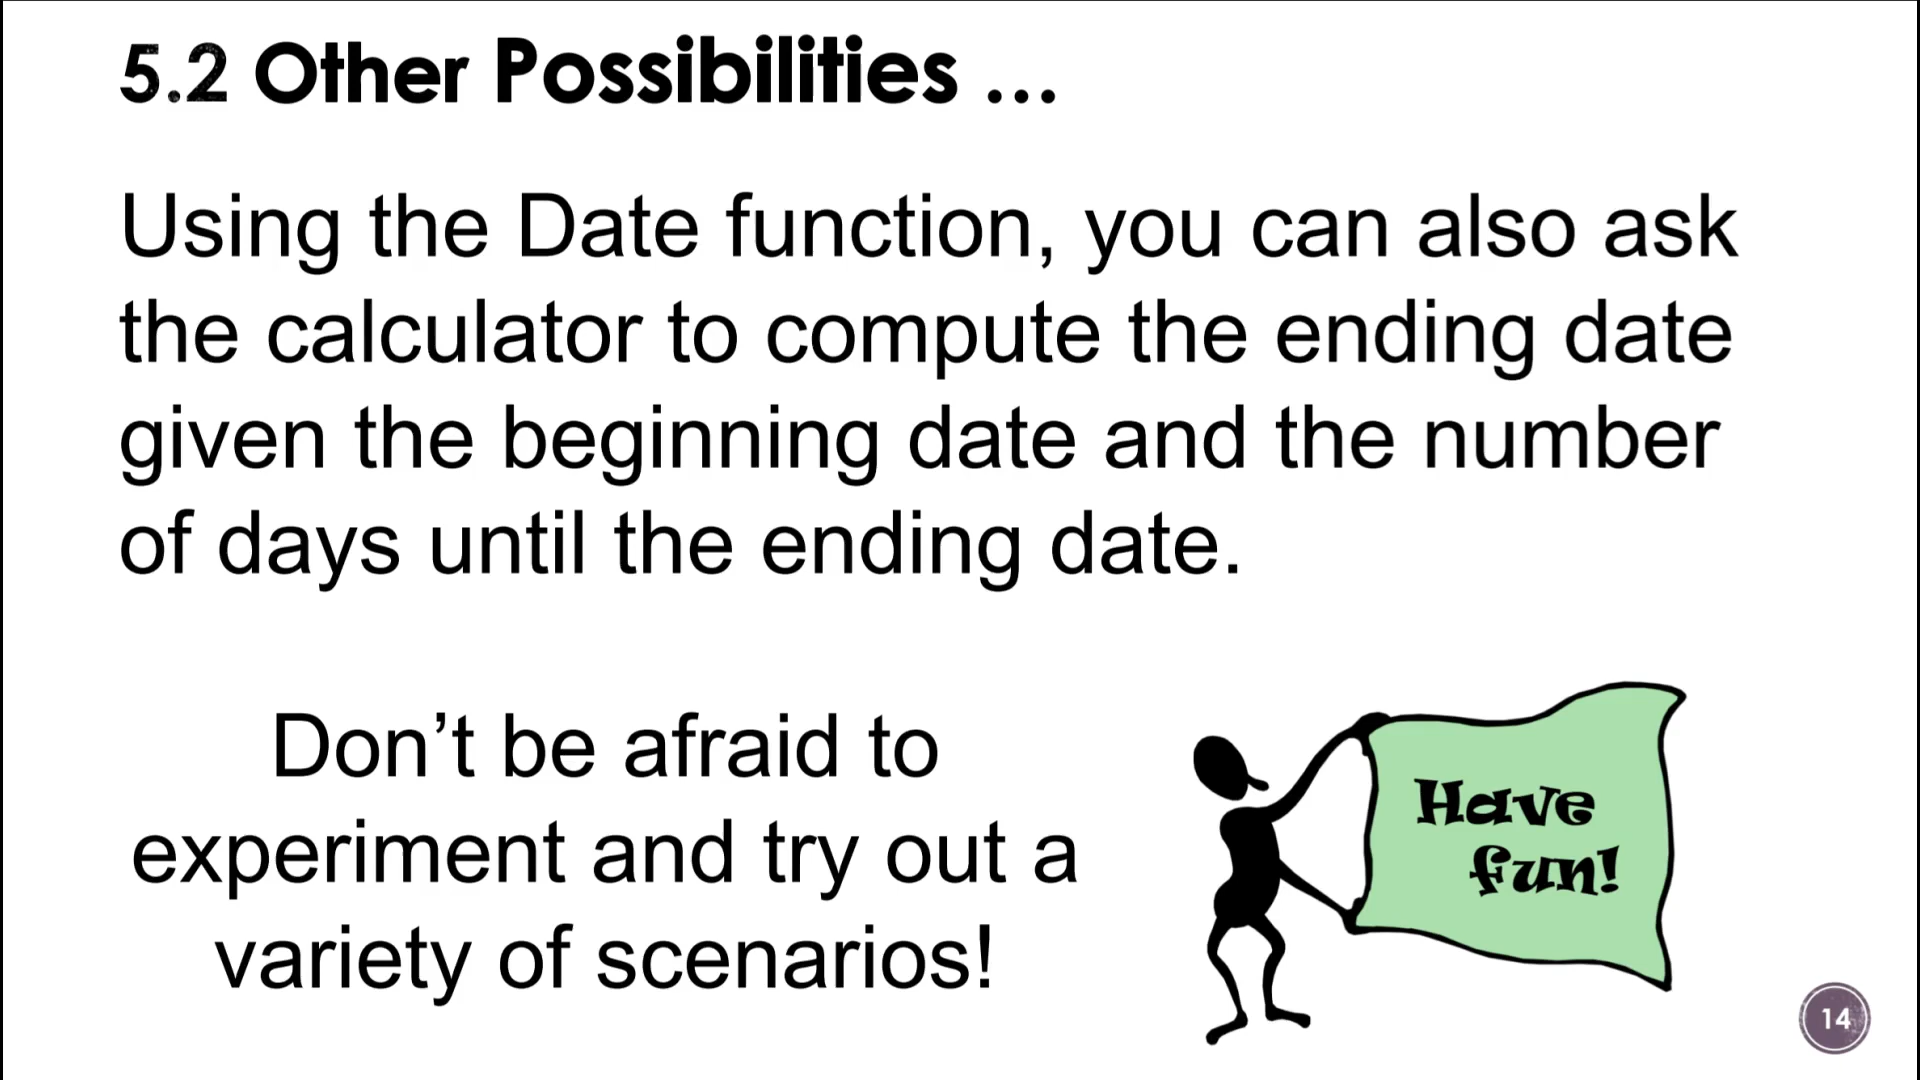 5.2 Other Possibilities ...
Using the Date function, you can also ask
the calculator to compute the ending date
given the beginning date and the number
of days until the ending date.
Don’t be afraid to
experiment and try out a
variety of scenarios!
Have
fun!
14